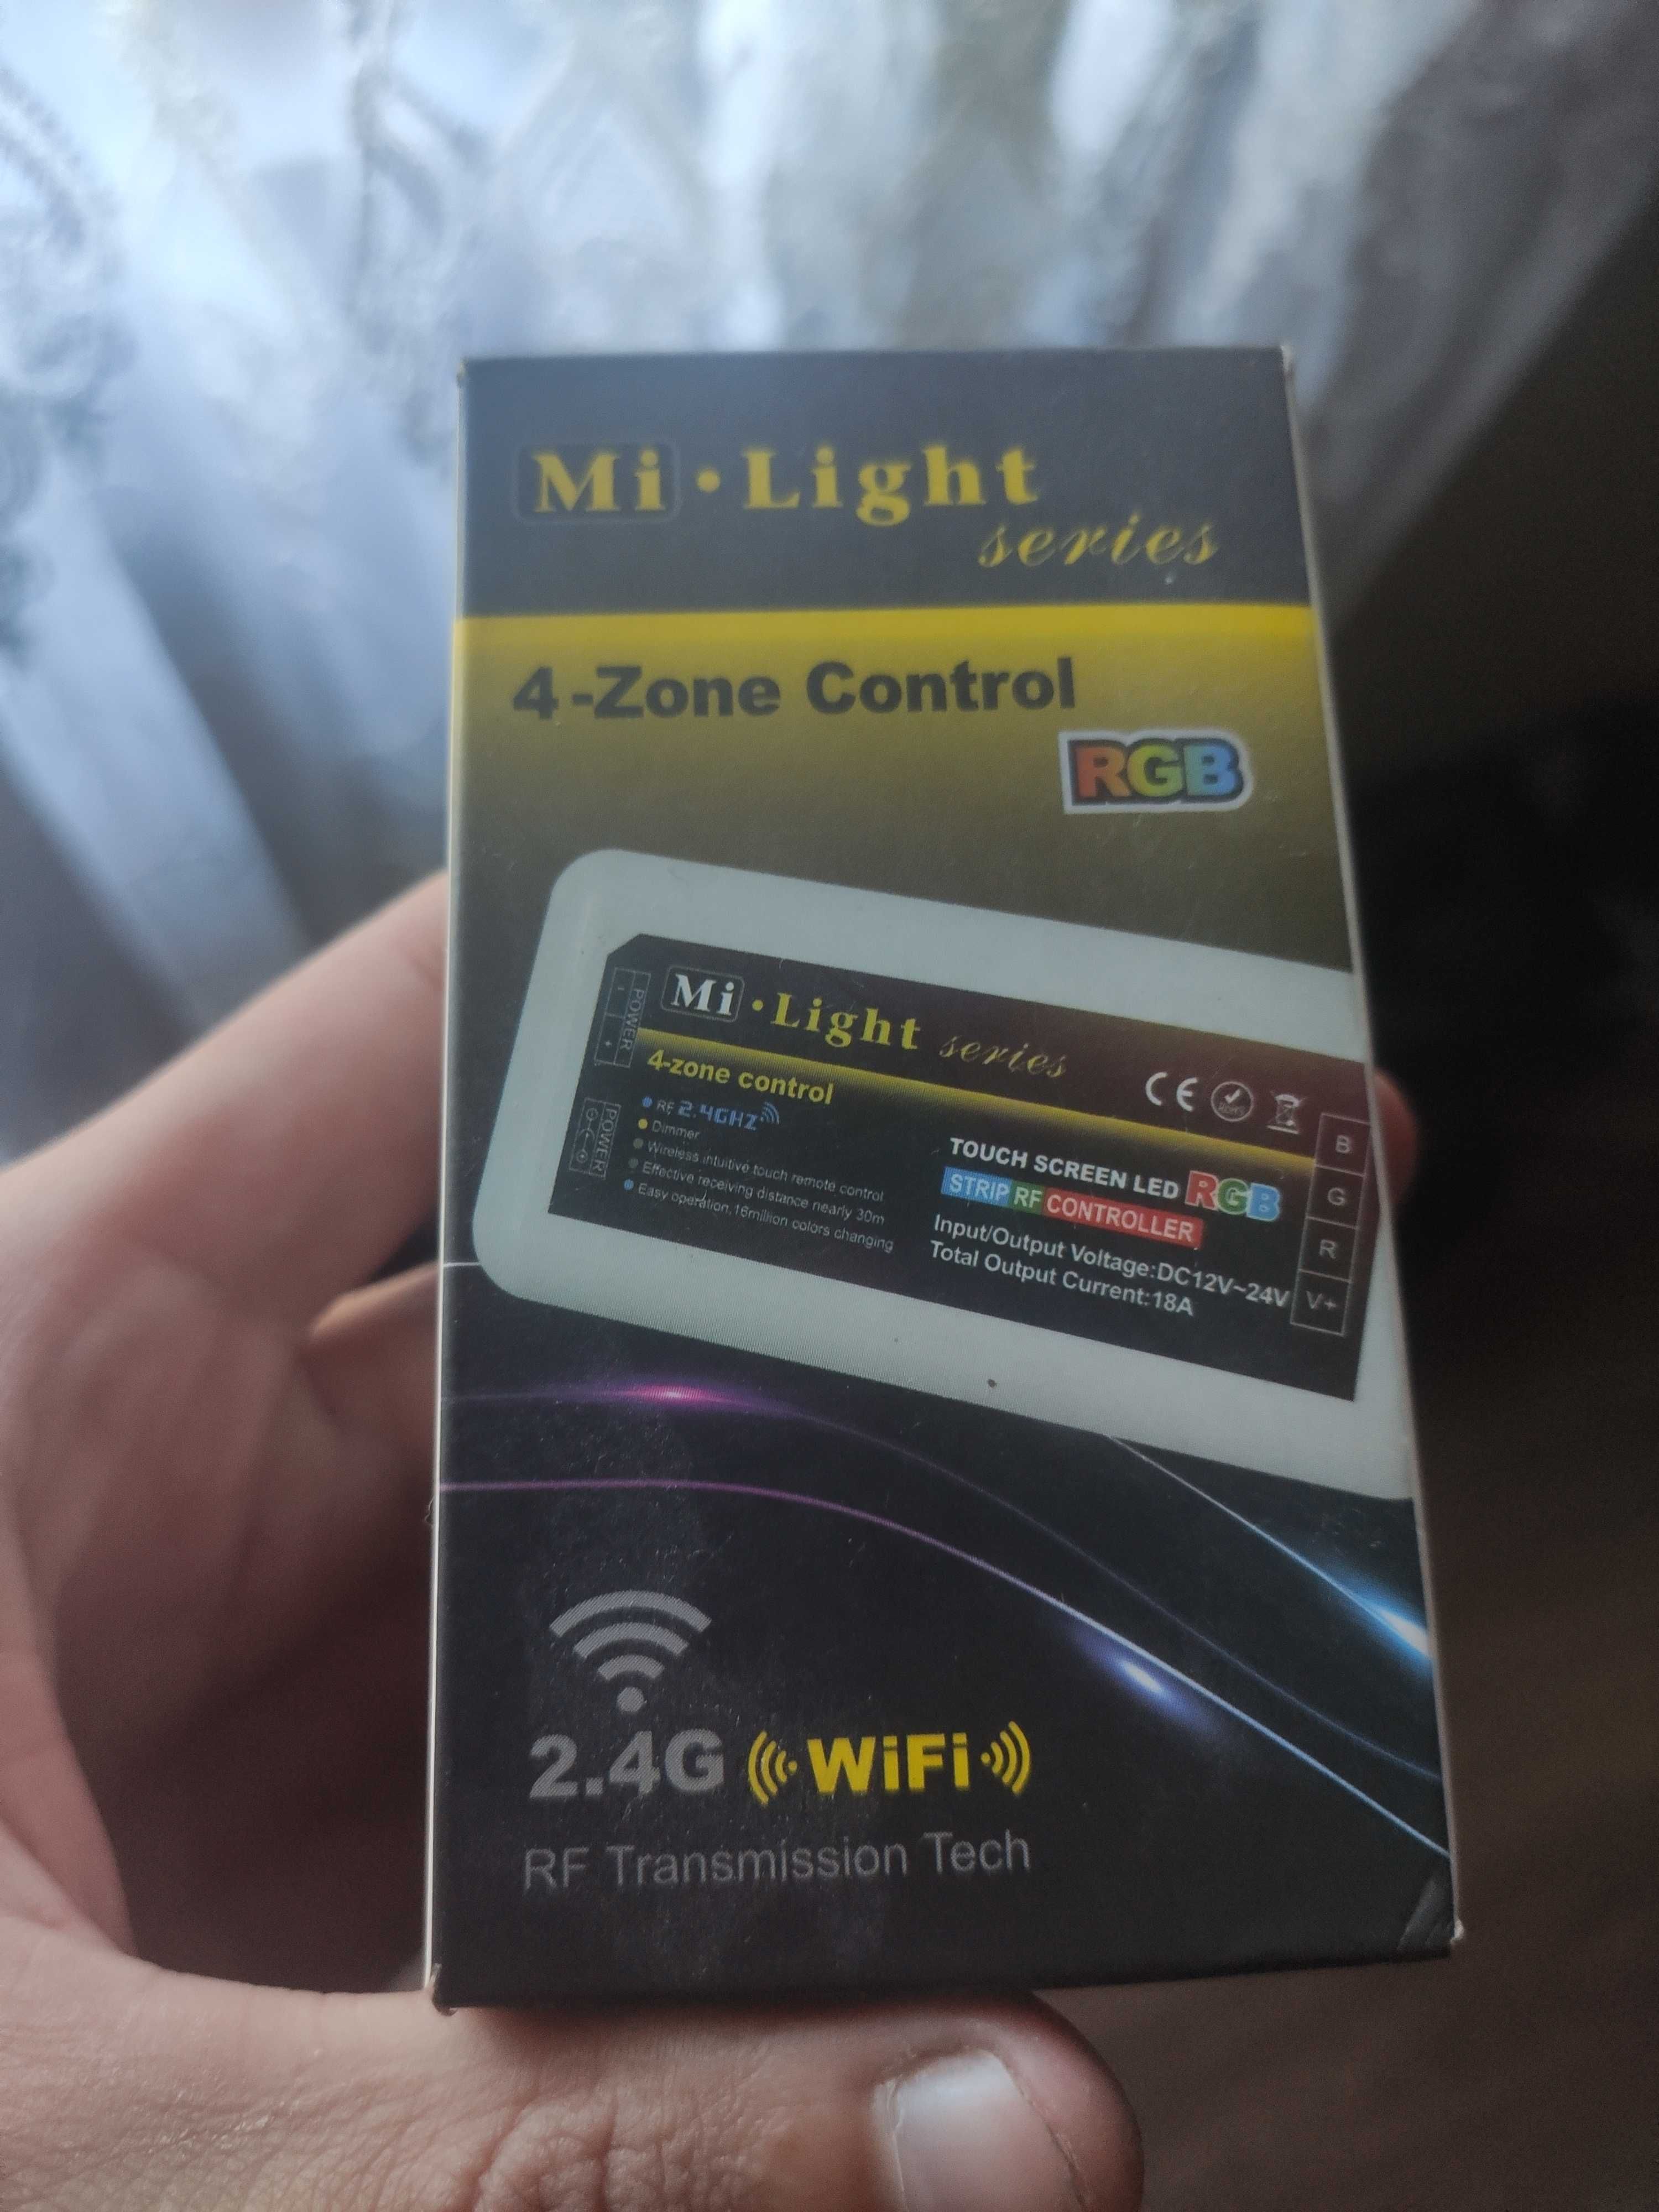 Mi·Light
series
4-Zone Control
RGB
Mi·Light series
4-zone control
RF 2.4GHz
Dimmer
Wireless intuitive touch remote control
Effective receiving distance nearly 30m
Easy operation,16million colors changing
POWER
- +
POWER
CE
RoHS
TOUCH SCREEN LED RGB
STRIP RF CONTROLLER
Input/Output Voltage:DC12V~24V
Total Output Current:18A
B
G
R
V+
2.4G WiFi
RF Transmission Tech